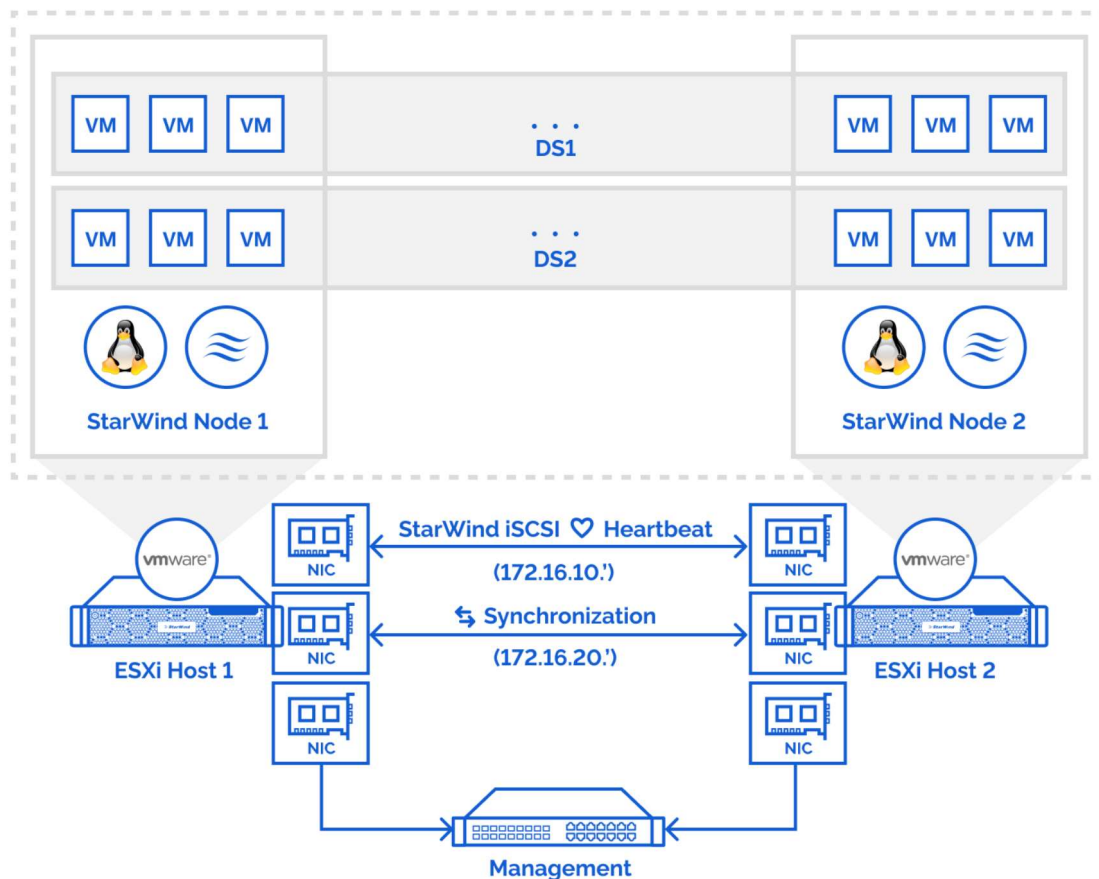 VM VM VM
. . .
DS1
VM VM VM
VM VM VM
. . .
DS2
VM VM VM
StarWind Node 1
StarWind Node 2
vmware®
vmware®
NIC
StarWind iSCSI ♡ Heartbeat
(172.16.10.’)
NIC
StarWind
StarWind
ESXi Host 1
NIC
⇆ Synchronization
(172.16.20.’)
NIC
ESXi Host 2
NIC
NIC
Management